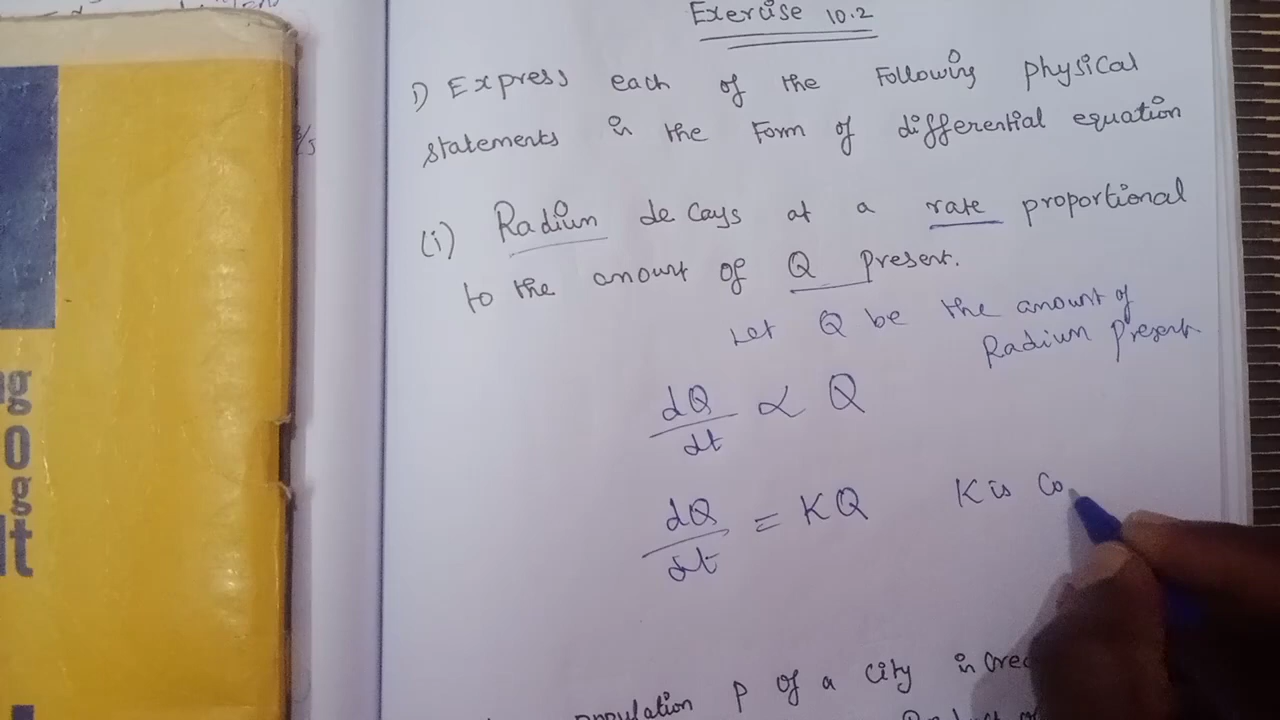 Exercise 10.2
1) Express each of the Following physical
statements in the Form of differential equation
(i) Radium decays at a rate proportional
to the amount of Q present.
Let Q be the amount of
Radium present.
dQ/dt ∝ Q
dQ/dt = KQ K is Co
population P of a city
ng
o
g
lt